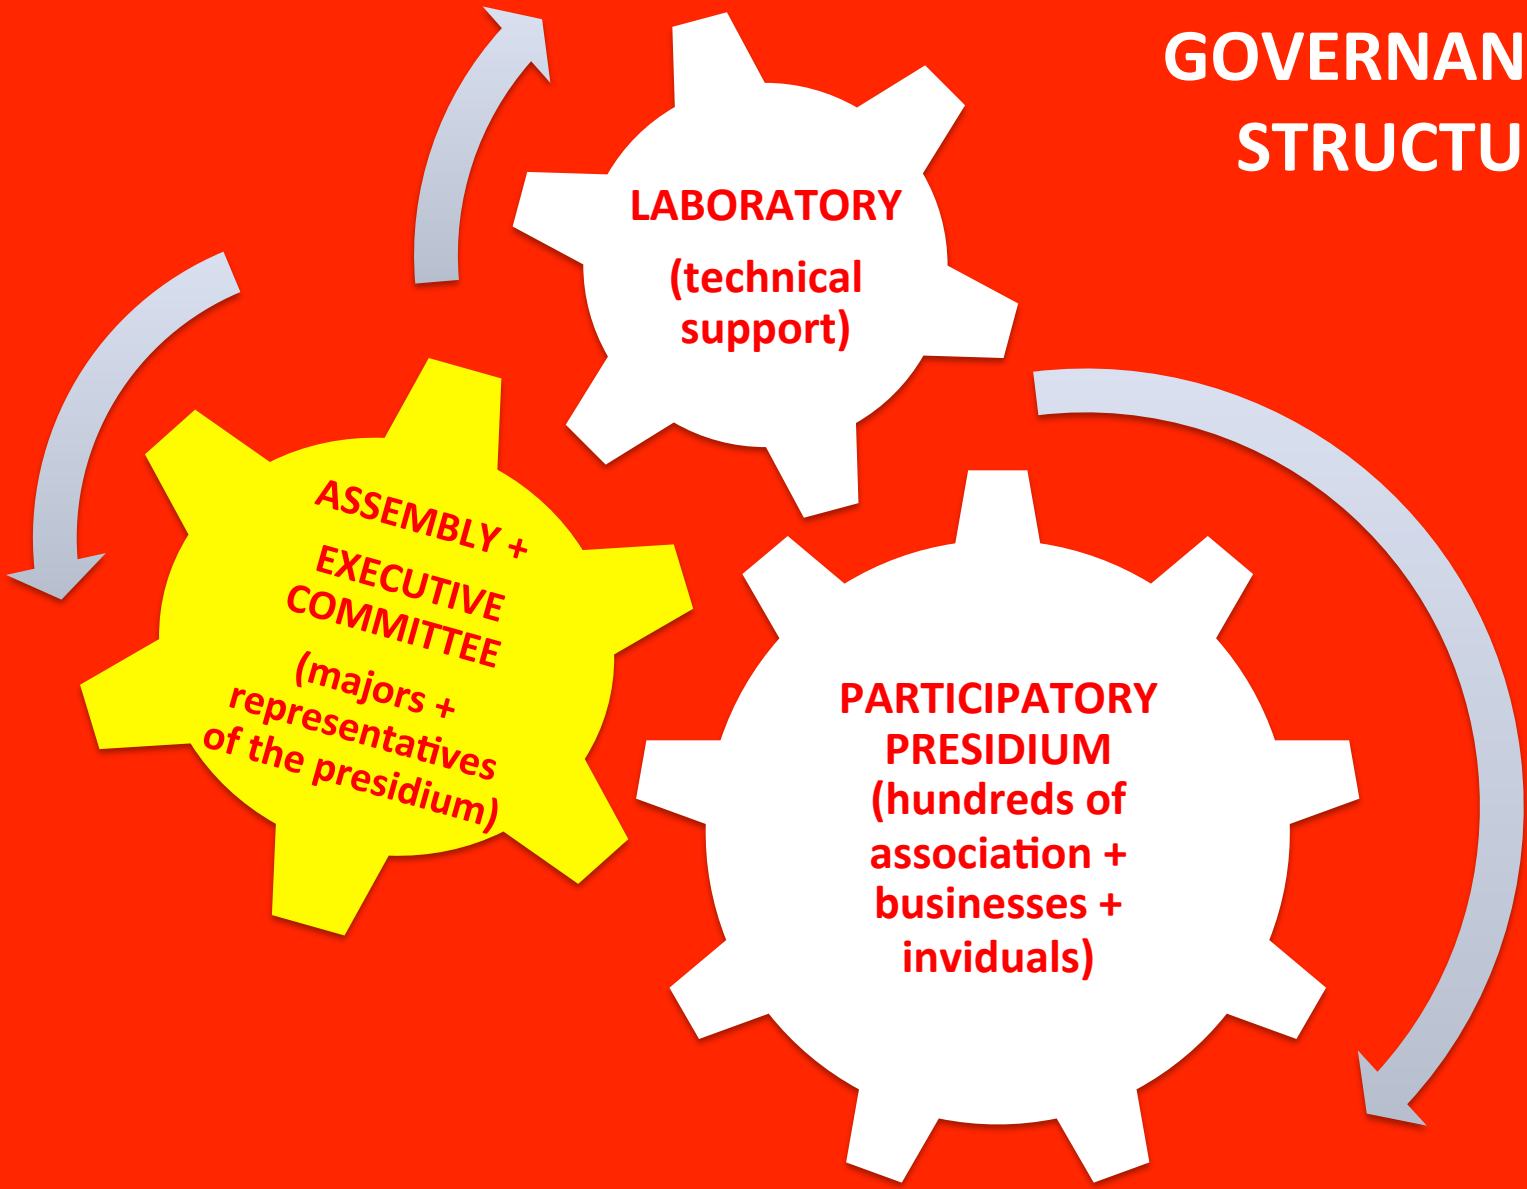 GOVERNAN
STRUCTU
LABORATORY
(technical
support)
ASSEMBLY +
EXECUTIVE
COMMITTEE
(majors +
representatives
of the presidium)
PARTICIPATORY
PRESIDIUM
(hundreds of
association +
businesses +
inviduals)